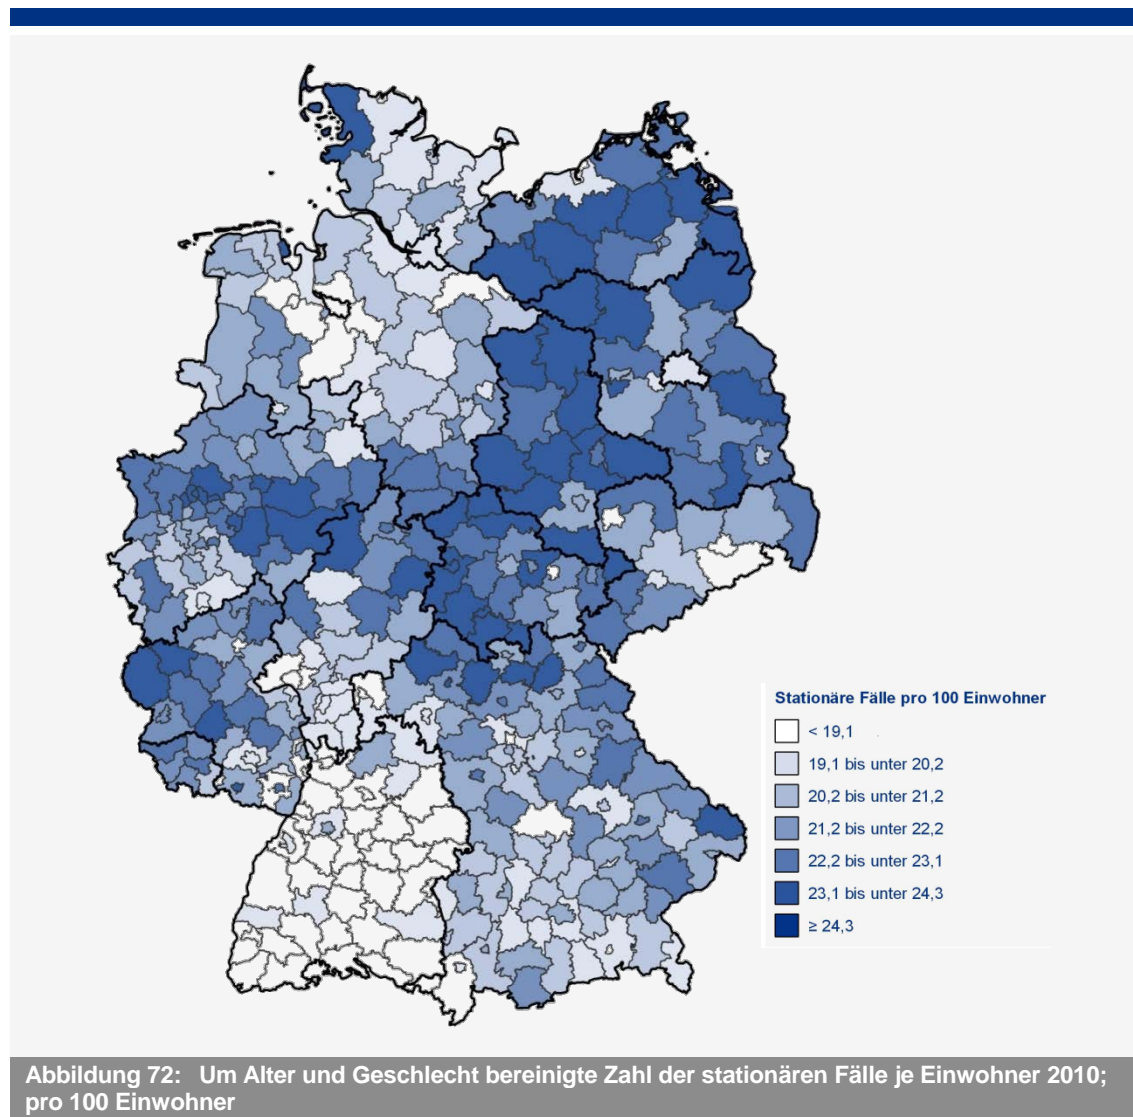 Stationäre Fälle pro 100 Einwohner
< 19,1
19,1 bis unter 20,2
20,2 bis unter 21,2
21,2 bis unter 22,2
22,2 bis unter 23,1
23,1 bis unter 24,3
≥ 24,3
Abbildung 72: Um Alter und Geschlecht bereinigte Zahl der stationären Fälle je Einwohner 2010;
pro 100 Einwohner